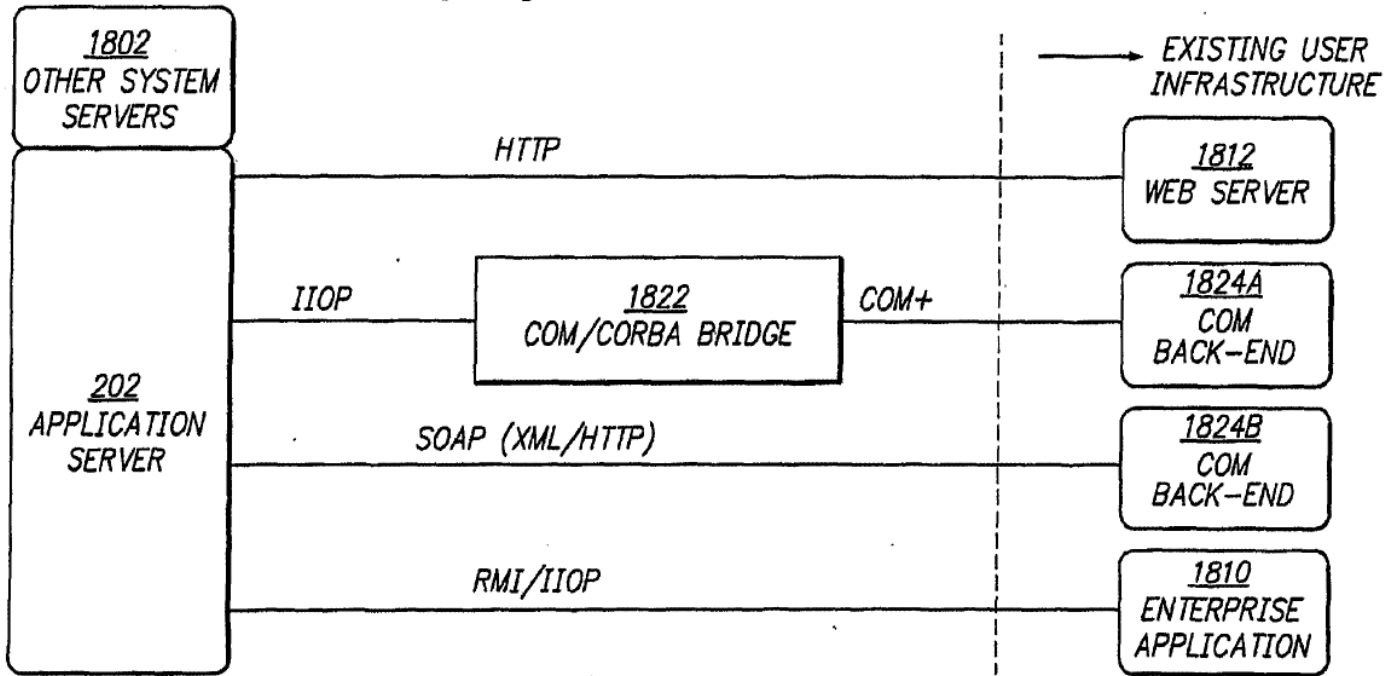 1802
OTHER SYSTEM
SERVERS
EXISTING USER
INFRASTRUCTURE
HTTP
1812
WEB SERVER
IIOP
1822
COM/CORBA BRIDGE
COM+
1824A
COM
BACK-END
202
APPLICATION
SERVER
SOAP (XML/HTTP)
1824B
COM
BACK-END
RMI/IIOP
1810
ENTERPRISE
APPLICATION